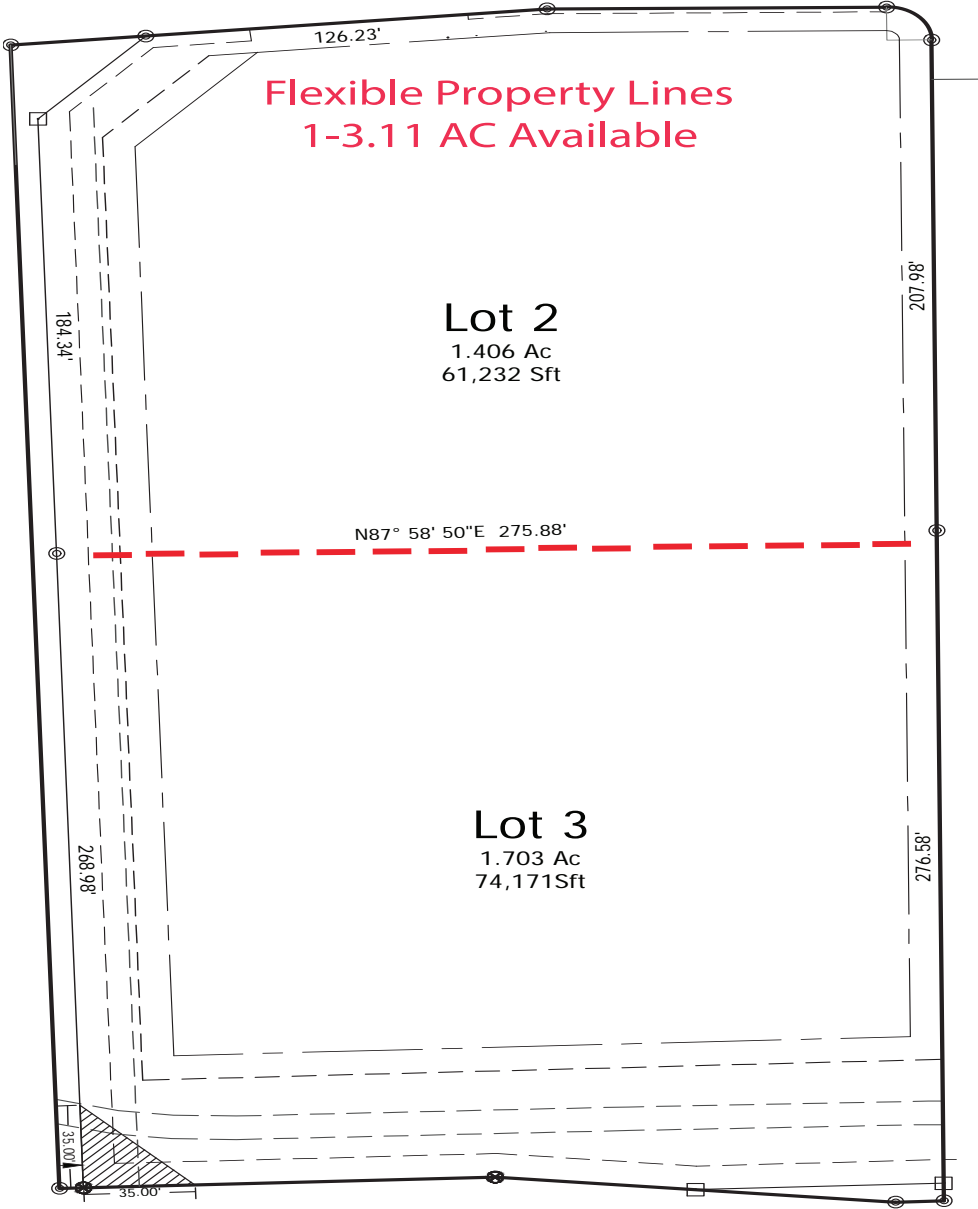 126.23'
Flexible Property Lines
1-3.11 AC Available
207.98'
184.34'
Lot 2
1.406 Ac
61,232 Sft
N87° 58' 50"E 275.88'
Lot 3
1.703 Ac
74,171Sft
276.58'
268.98'
35.00'
35.00'